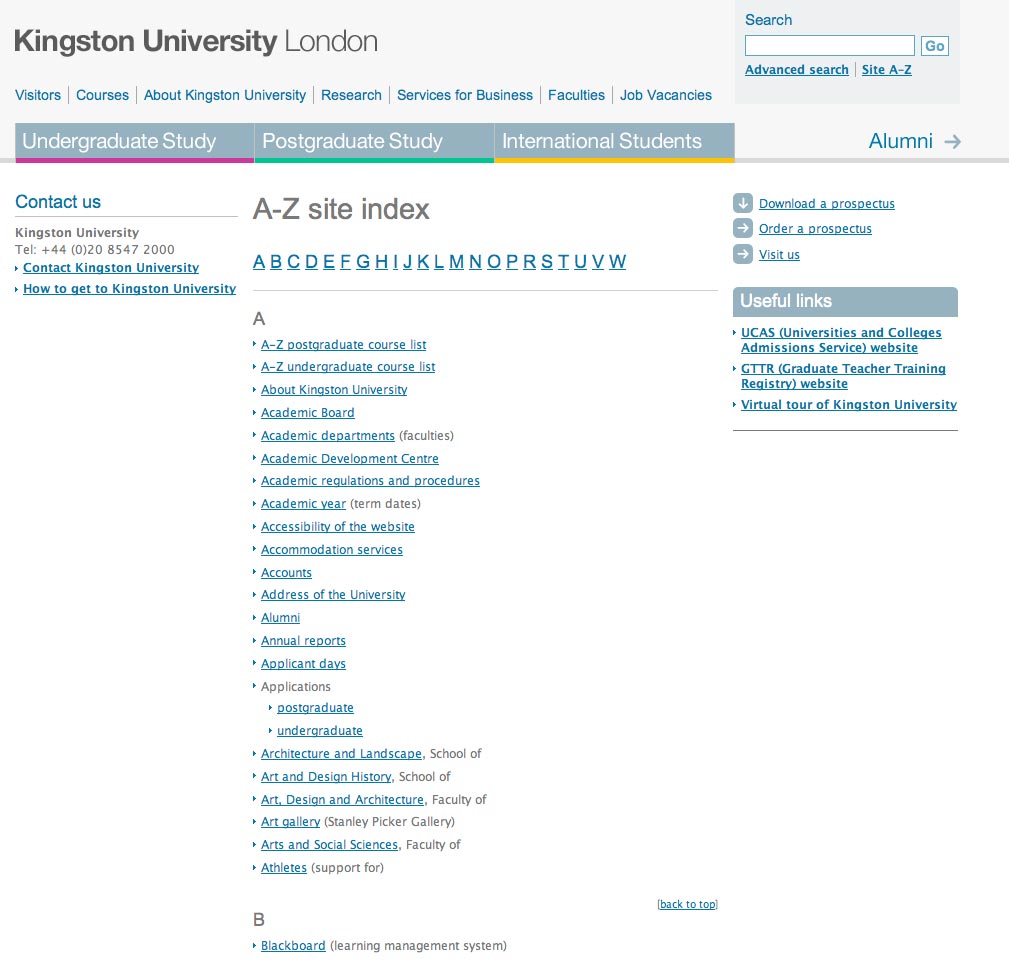 Kingston University London
Search
Go
Advanced search | Site A-Z
Visitors | Courses | About Kingston University | Research | Services for Business | Faculties | Job Vacancies
Undergraduate Study
Postgraduate Study
International Students
Alumni
Contact us
Kingston University
Tel: +44 (0)20 8547 2000
Contact Kingston University
How to get to Kingston University
A-Z site index
A B C D E F G H I J K L M N O P R S T U V W
A
A-Z postgraduate course list
A-Z undergraduate course list
About Kingston University
Academic Board
Academic departments (faculties)
Academic Development Centre
Academic regulations and procedures
Academic year (term dates)
Accessibility of the website
Accommodation services
Accounts
Address of the University
Alumni
Annual reports
Applicant days
Applications
postgraduate
undergraduate
Architecture and Landscape, School of
Art and Design History, School of
Art, Design and Architecture, Faculty of
Art gallery (Stanley Picker Gallery)
Arts and Social Sciences, Faculty of
Athletes (support for)
[back to top]
B
Blackboard (learning management system)
Download a prospectus
Order a prospectus
Visit us
Useful links
UCAS (Universities and Colleges
Admissions Service) website
GTTR (Graduate Teacher Training
Registry) website
Virtual tour of Kingston University